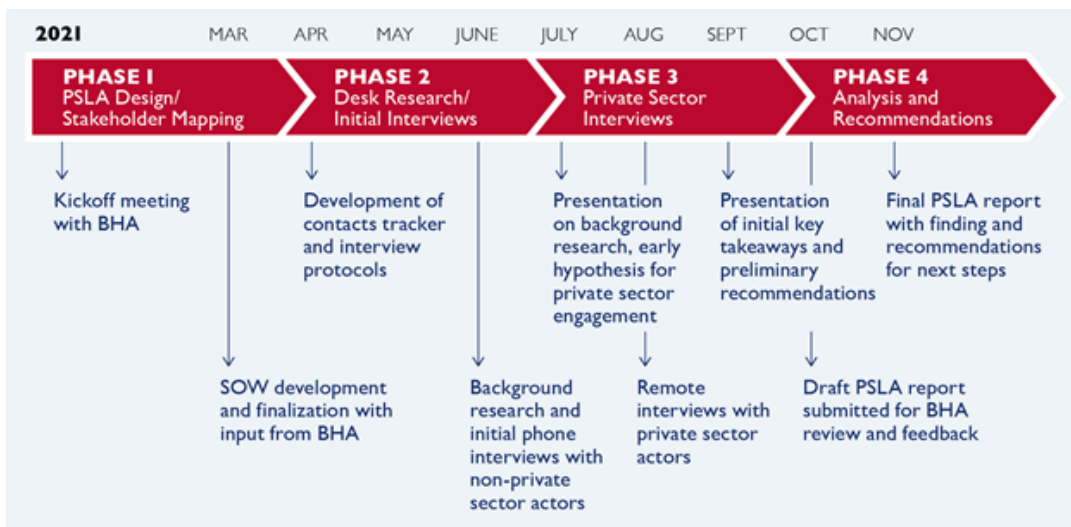 2021 MAR APR MAY JUNE JULY AUG SEPT OCT NOV
PHASE 1
PSLA Design/
Stakeholder Mapping
PHASE 2
Desk Research/
Initial Interviews
PHASE 3
Private Sector
Interviews
PHASE 4
Analysis and
Recommendations
Kickoff meeting
with BHA
Development of
contacts tracker
and interview
protocols
Presentation
on background
research, early
hypothesis for
private sector
engagement
Presentation
of initial key
takeaways and
preliminary
recommendations
Final PSLA report
with finding and
recommendations
for next steps
SOW development
and finalization with
input from BHA
Background
research and
initial phone
interviews with
non-private
sector actors
Remote
interviews with
private sector
actors
Draft PSLA report
submitted for BHA
review and feedback